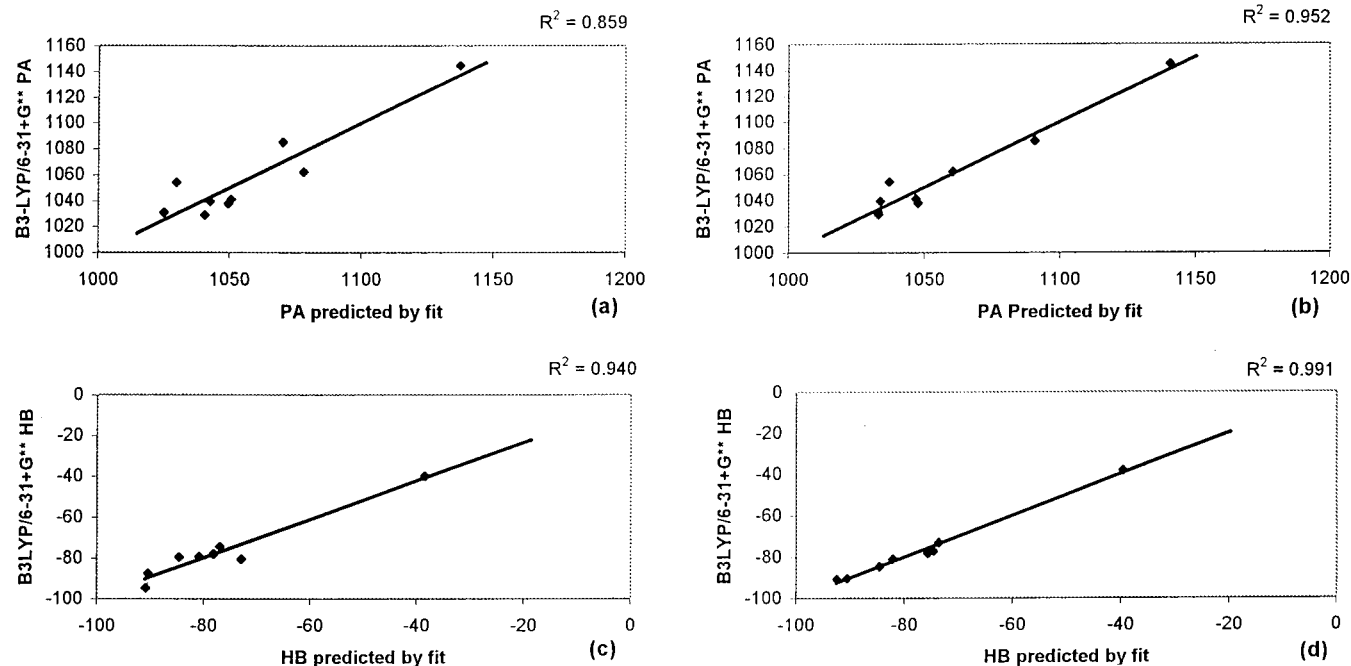 R² = 0.859
B3-LYP/6-31+G** PA
1160
1140
1120
1100
1080
1060
1040
1020
1000
1000 1050 1100 1150 1200
PA predicted by fit
(a)
R² = 0.952
B3-LYP/6-31+G** PA
1160
1140
1120
1100
1080
1060
1040
1020
1000
1000 1050 1100 1150 1200
PA Predicted by fit
(b)
R² = 0.940
B3LYP/6-31+G** HB
0
-20
-40
-60
-80
-100
-100 -80 -60 -40 -20 0
HB predicted by fit
(c)
R² = 0.991
B3LYP/6-31+G** HB
0
-20
-40
-60
-80
-100
-100 -80 -60 -40 -20 0
HB predicted by fit
(d)